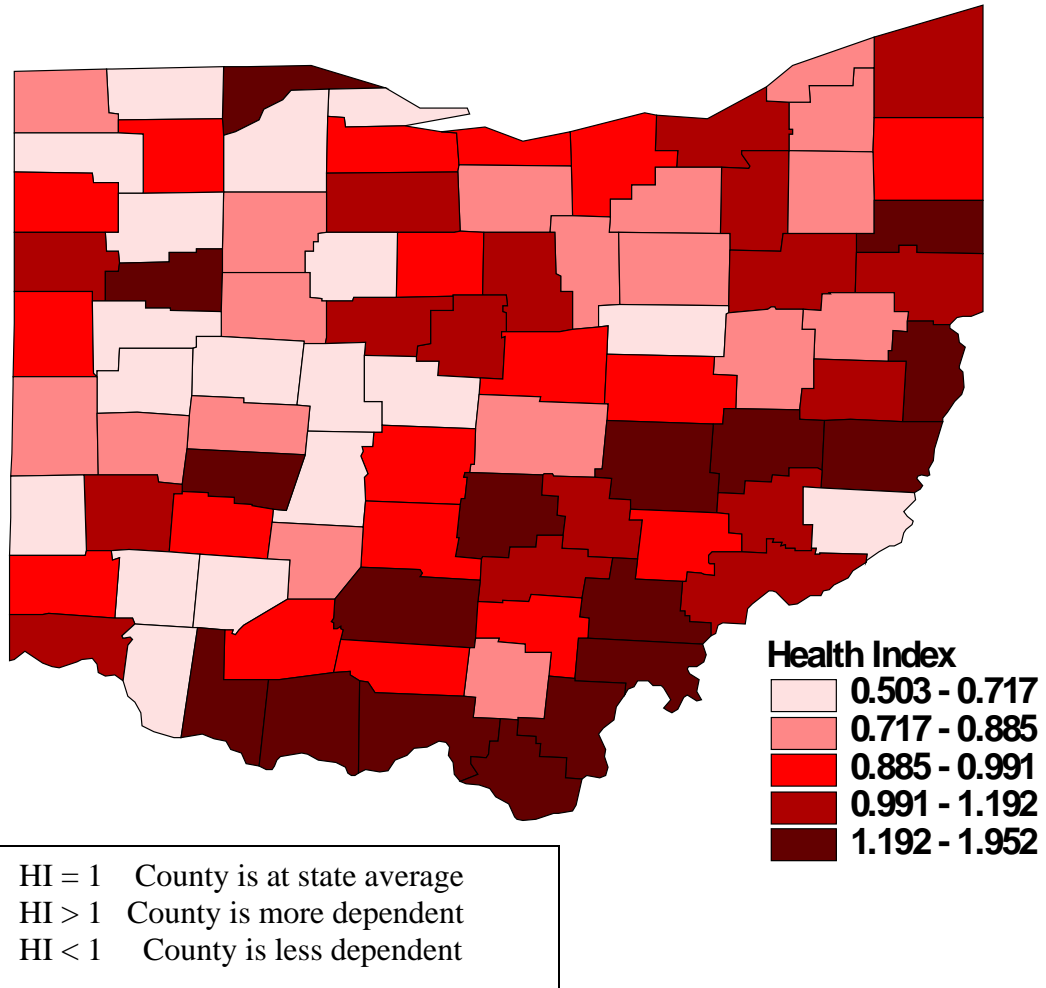 Health Index
0.503 - 0.717
0.717 - 0.885
0.885 - 0.991
0.991 - 1.192
1.192 - 1.952
HI = 1 County is at state average
HI > 1 County is more dependent
HI < 1 County is less dependent